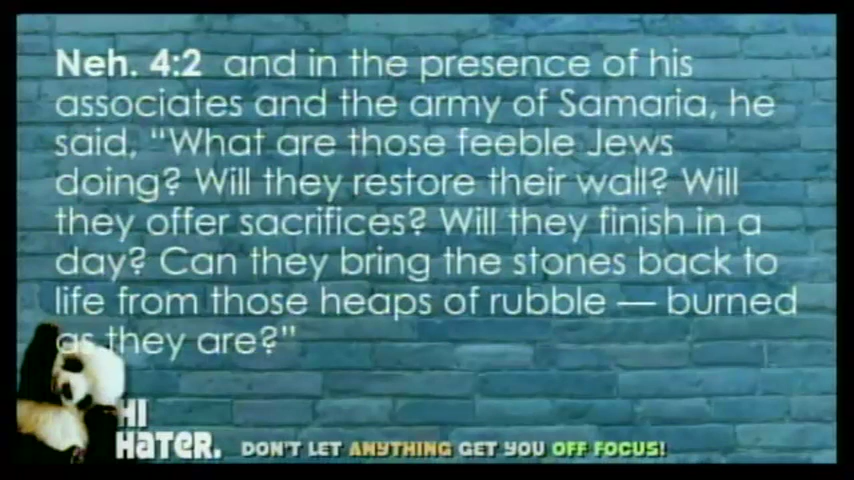 Neh. 4:2 and in the presence of his
associates and the army of Samaria, he
said, “What are those feeble Jews
doing? Will they restore their wall? Will
they offer sacrifices? Will they finish in a
day? Can they bring the stones back to
life from those heaps of rubble — burned
as they are?”
HI
HATER.
DON'T LET ANYTHING GET YOU OFF FOCUS!